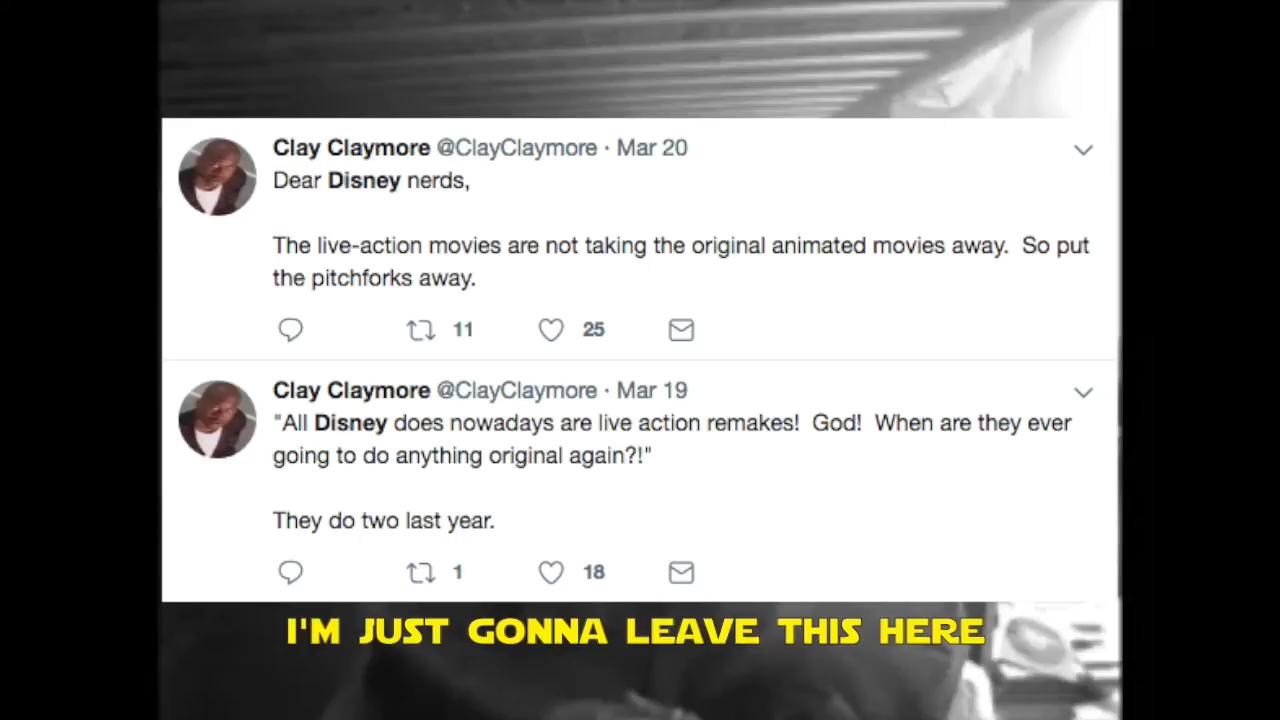 Clay Claymore @ClayClaymore · Mar 20
Dear Disney nerds,
The live-action movies are not taking the original animated movies away.  So put
the pitchforks away.
11 25
Clay Claymore @ClayClaymore · Mar 19
"All Disney does nowadays are live action remakes!  God!  When are they ever
going to do anything original again?!"
They do two last year.
1 18
I'M JUST GONNA LEAVE THIS HERE